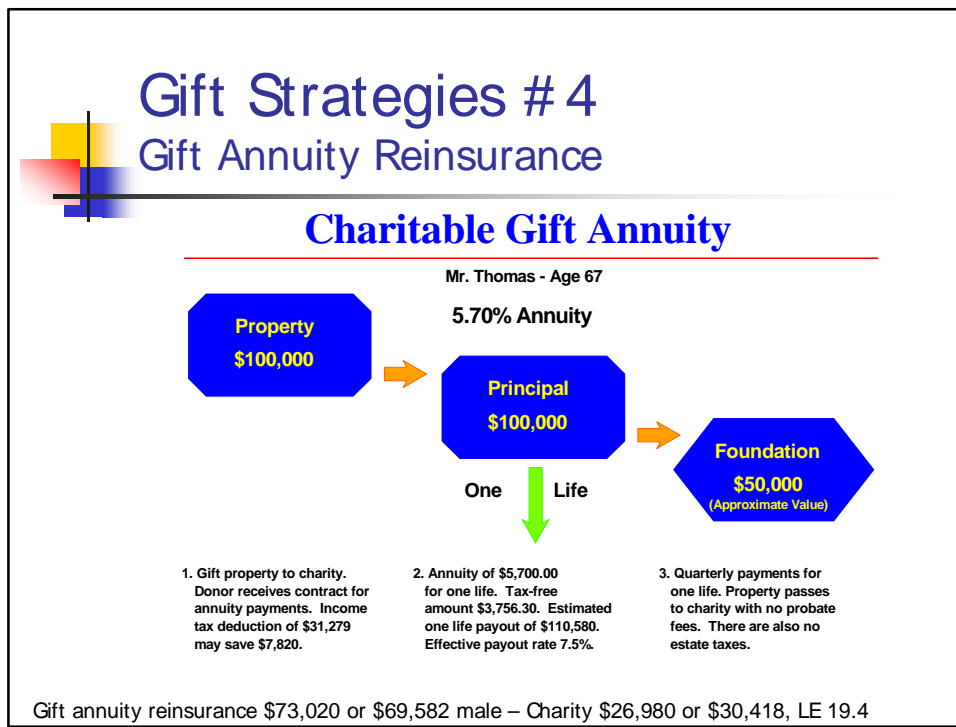 Gift Strategies #4
Gift Annuity Reinsurance
Charitable Gift Annuity
Mr. Thomas - Age 67
5.70% Annuity
Property
$100,000
Principal
$100,000
Foundation
$50,000
(Approximate Value)
One Life
1. Gift property to charity.
Donor receives contract for
annuity payments. Income
tax deduction of $31,279
may save $7,820.
2. Annuity of $5,700.00
for one life. Tax-free
amount $3,756.30. Estimated
one life payout of $110,580.
Effective payout rate 7.5%.
3. Quarterly payments for
one life. Property passes
to charity with no probate
fees. There are also no
estate taxes.
Gift annuity reinsurance $73,020 or $69,582 male – Charity $26,980 or $30,418, LE 19.4